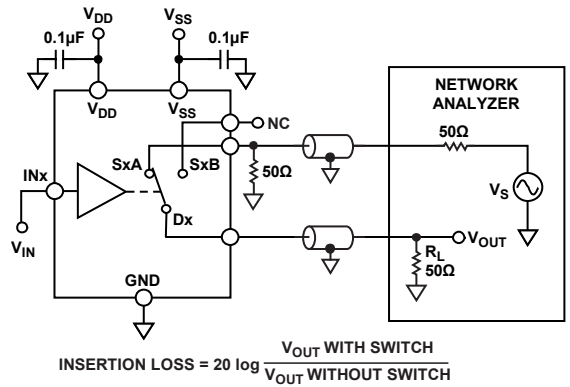 VDD
VSS
0.1µF
0.1µF
VDD
VSS
NC
NETWORK
ANALYZER
50Ω
SxA
SxB
50Ω
INx
VS
Dx
VIN
VOUT
RL
50Ω
GND
INSERTION LOSS = 20 log VOUT WITH SWITCH
VOUT WITHOUT SWITCH